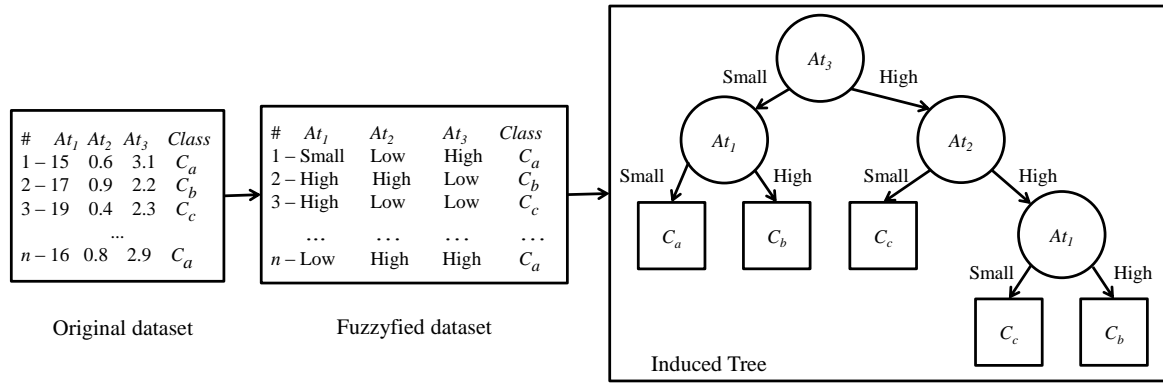 # At1 At2 At3 Class
1 – 15 0.6 3.1 Ca
2 – 17 0.9 2.2 Cb
3 – 19 0.4 2.3 Cc
...
n – 16 0.8 2.9 Ca
Original dataset
# At1 At2 At3 Class
1 – Small Low High Ca
2 – High High Low Cb
3 – High Low Low Cc
... ... ... ...
n – Low High High Ca
Fuzzyfied dataset
At3
Small High
At1 At2
Small High Small High
Ca Cb Cc At1
Small High
Cc Cb
Induced Tree